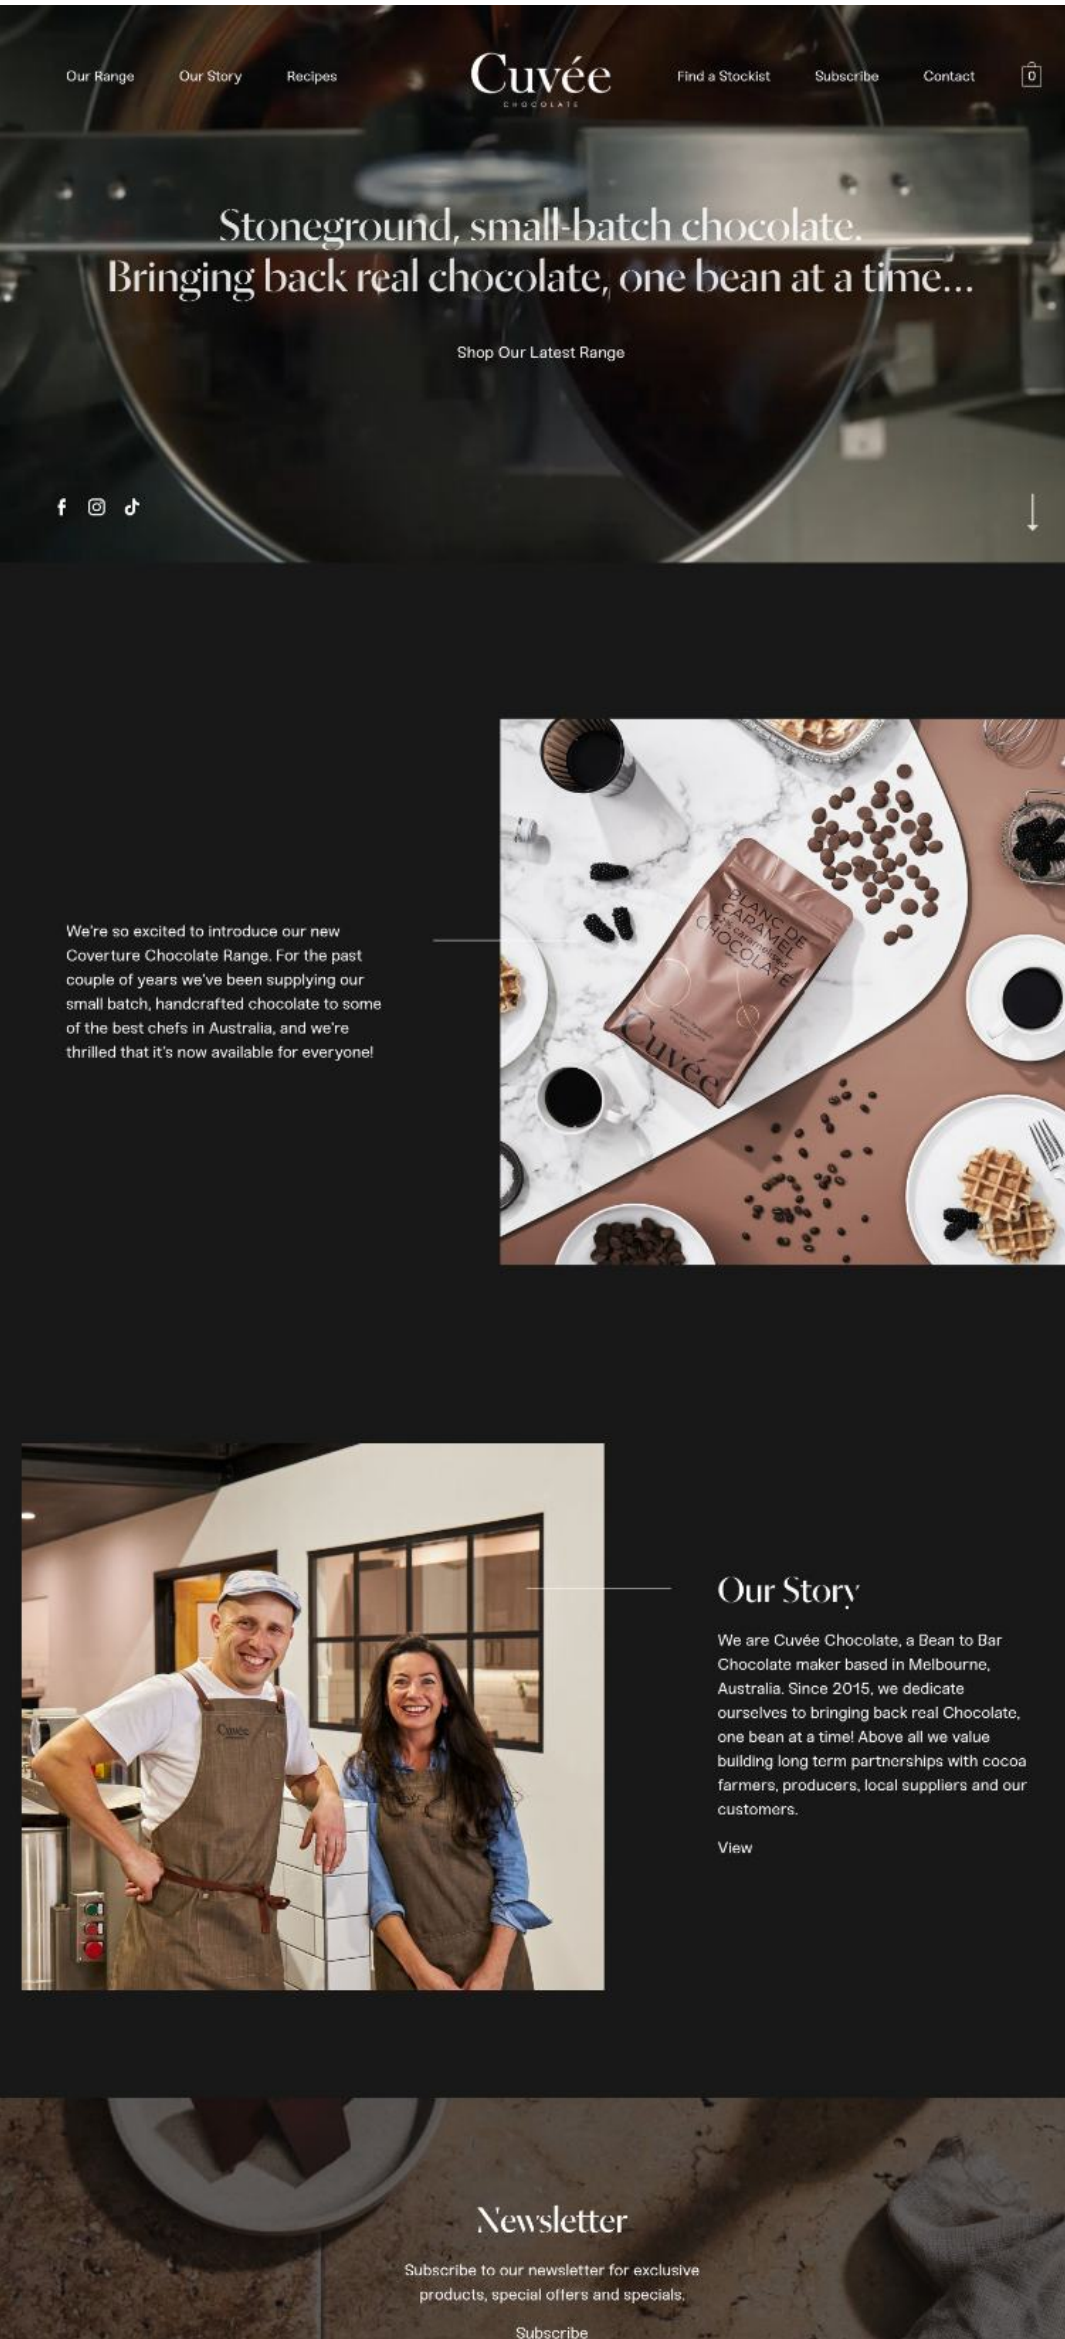 Our Range
Our Story
Recipes
Cuvée
CHOCOLATE
Find a Stockist
Subscribe
Contact
0
Stoneground, small-batch chocolate.
Bringing back real chocolate, one bean at a time...
Shop Our Latest Range
We're so excited to introduce our new
Coverture Chocolate Range. For the past
couple of years we've been supplying our
small batch, handcrafted chocolate to some
of the best chefs in Australia, and we're
thrilled that it's now available for everyone!
BLANC DE
CARAMEL
caramelised
CHOCOLATE
Cuvée
Cuvée
Our Story
We are Cuvée Chocolate, a Bean to Bar
Chocolate maker based in Melbourne,
Australia. Since 2015, we dedicate
ourselves to bringing back real Chocolate,
one bean at a time! Above all we value
building long term partnerships with cocoa
farmers, producers, local suppliers and our
customers.
View
Newsletter
Subscribe to our newsletter for exclusive
products, special offers and specials.
Subscribe